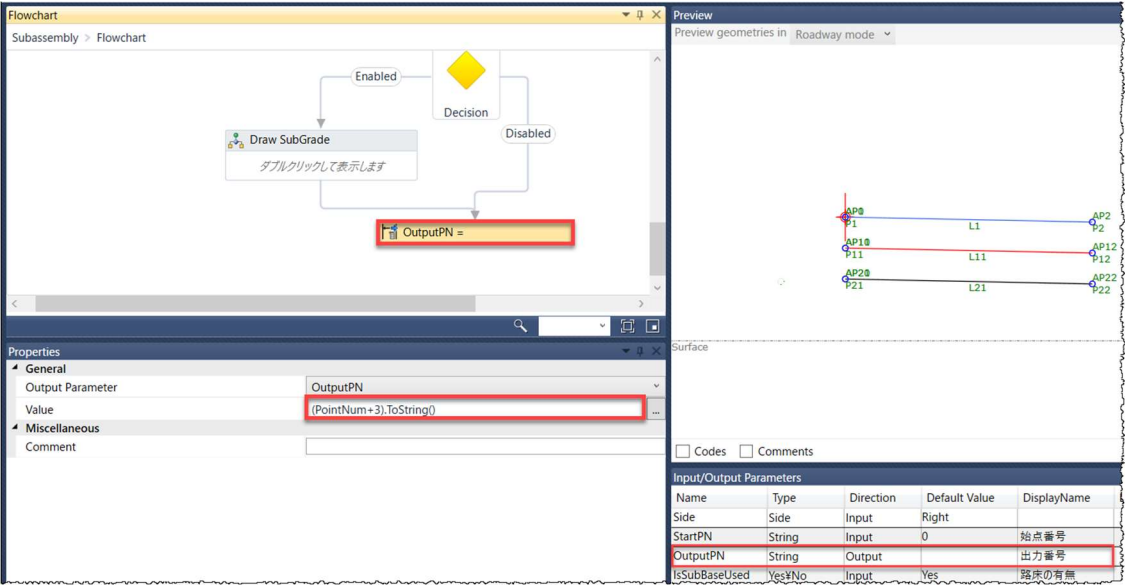 Flowchart
Subassembly > Flowchart
Enabled
Decision
Disabled
Draw SubGrade
ダブルクリックして表示します
OutputPN =
Properties
General
Output Parameter OutputPN
Value (PointNum+3).ToString() ...
Miscellaneous
Comment
Preview
Preview geometries in Roadway mode
AP1
P1
L1
AP2
P2
AP10
P11
L11
AP12
P12
AP20
P21
L21
AP22
P22
Surface
Codes Comments
Input/Output Parameters
Name Type Direction Default Value DisplayName
Side Side Input Right
StartPN String Input 0 始点番号
OutputPN String Output 出力番号
IsSubBaseUsed Yes¥No Input Yes 路床の有無